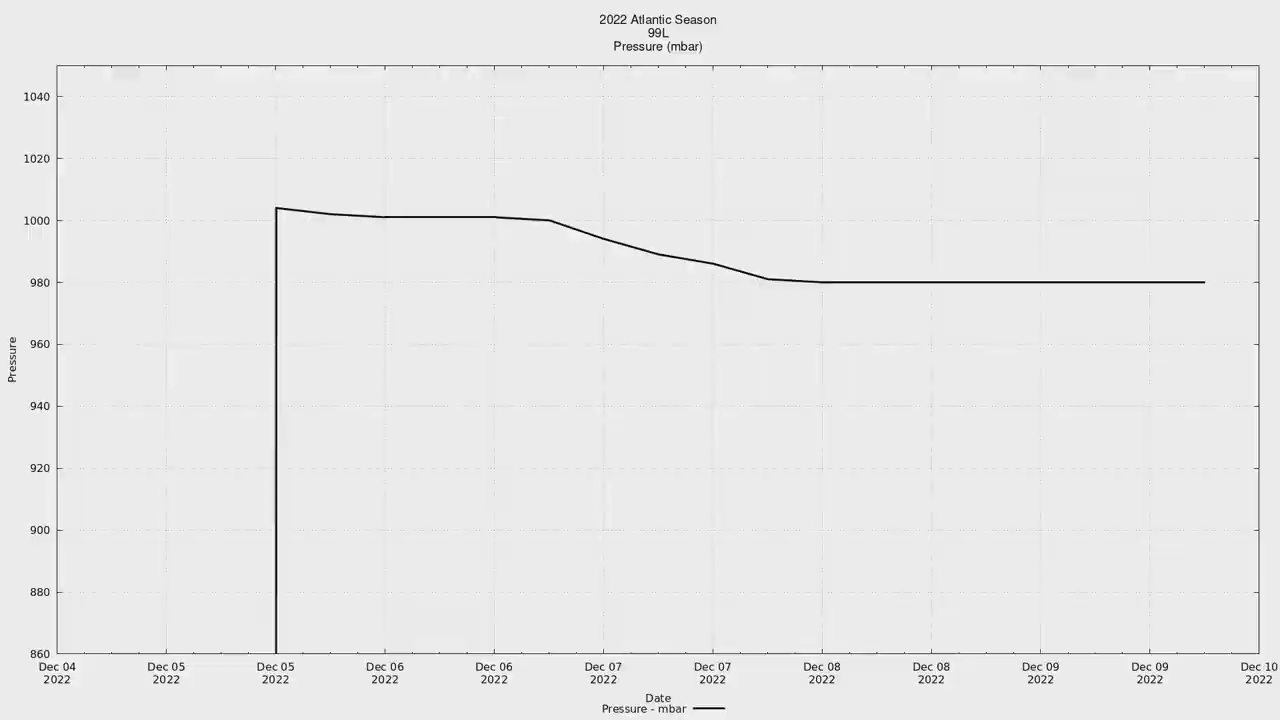 2022 Atlantic Season
99L
Pressure (mbar)
1040
1020
1000
980
960
940
920
900
880
860
Pressure
Dec 04 Dec 05 Dec 05 Dec 06 Dec 06 Dec 07 Dec 07 Dec 08 Dec 08 Dec 09 Dec 09 Dec 10
2022 2022 2022 2022 2022 2022 2022 2022 2022 2022 2022 2022
Date
Pressure - mbar